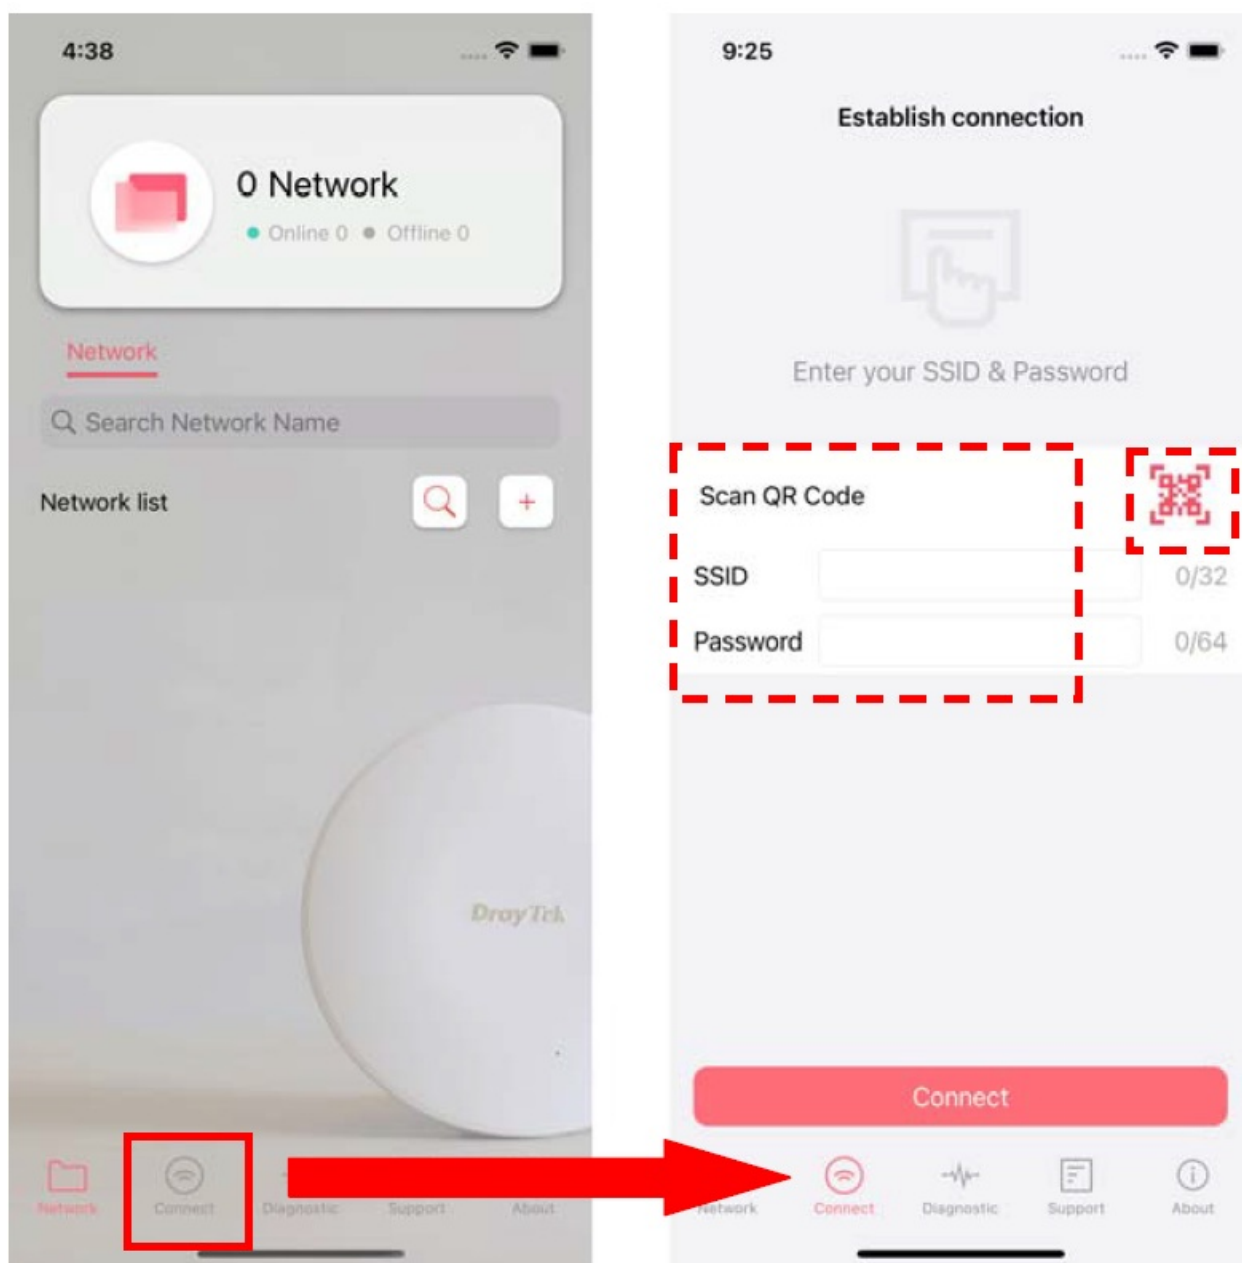 4:38
0 Network
Online 0 Offline 0
Network
Search Network Name
Network list
+
DrayTek
Network Connect Diagnostic Support About
9:25
Establish connection
Enter your SSID & Password
Scan QR Code
SSID 0/32
Password 0/64
Connect
Network Connect Diagnostic Support About